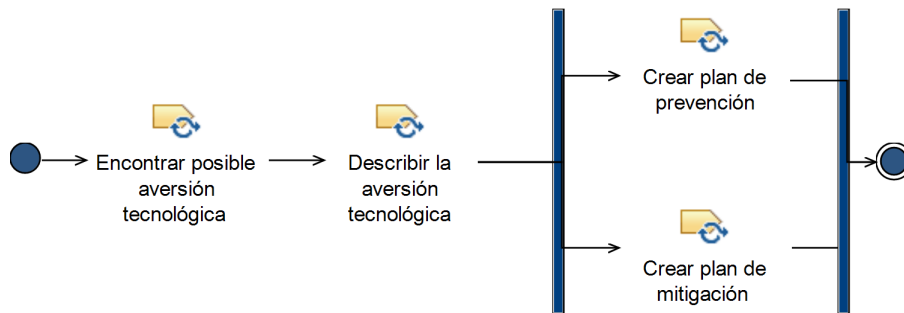 Encontrar posible
aversión
tecnológica
Describir la
aversión
tecnológica
Crear plan de
prevención
Crear plan de
mitigación